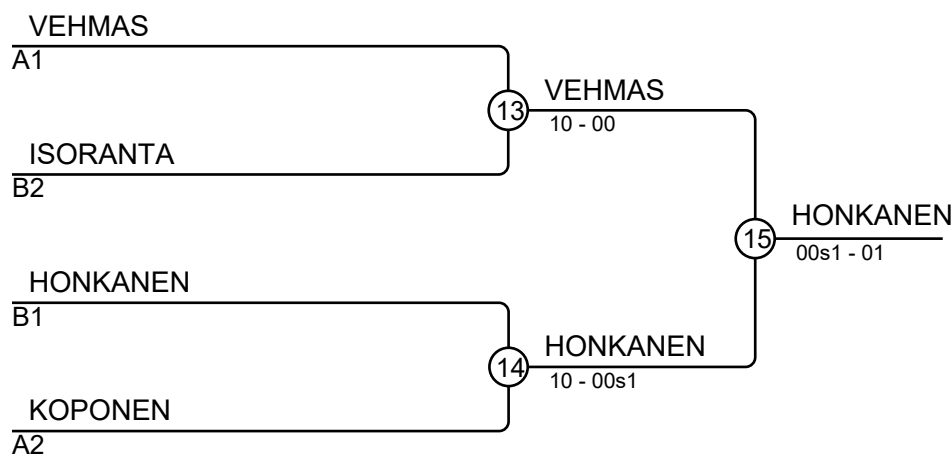 VEHMAS
A1
13
VEHMAS
10 - 00
ISORANTA
B2
15
HONKANEN
00s1 - 01
HONKANEN
B1
14
HONKANEN
10 - 00s1
KOPONEN
A2